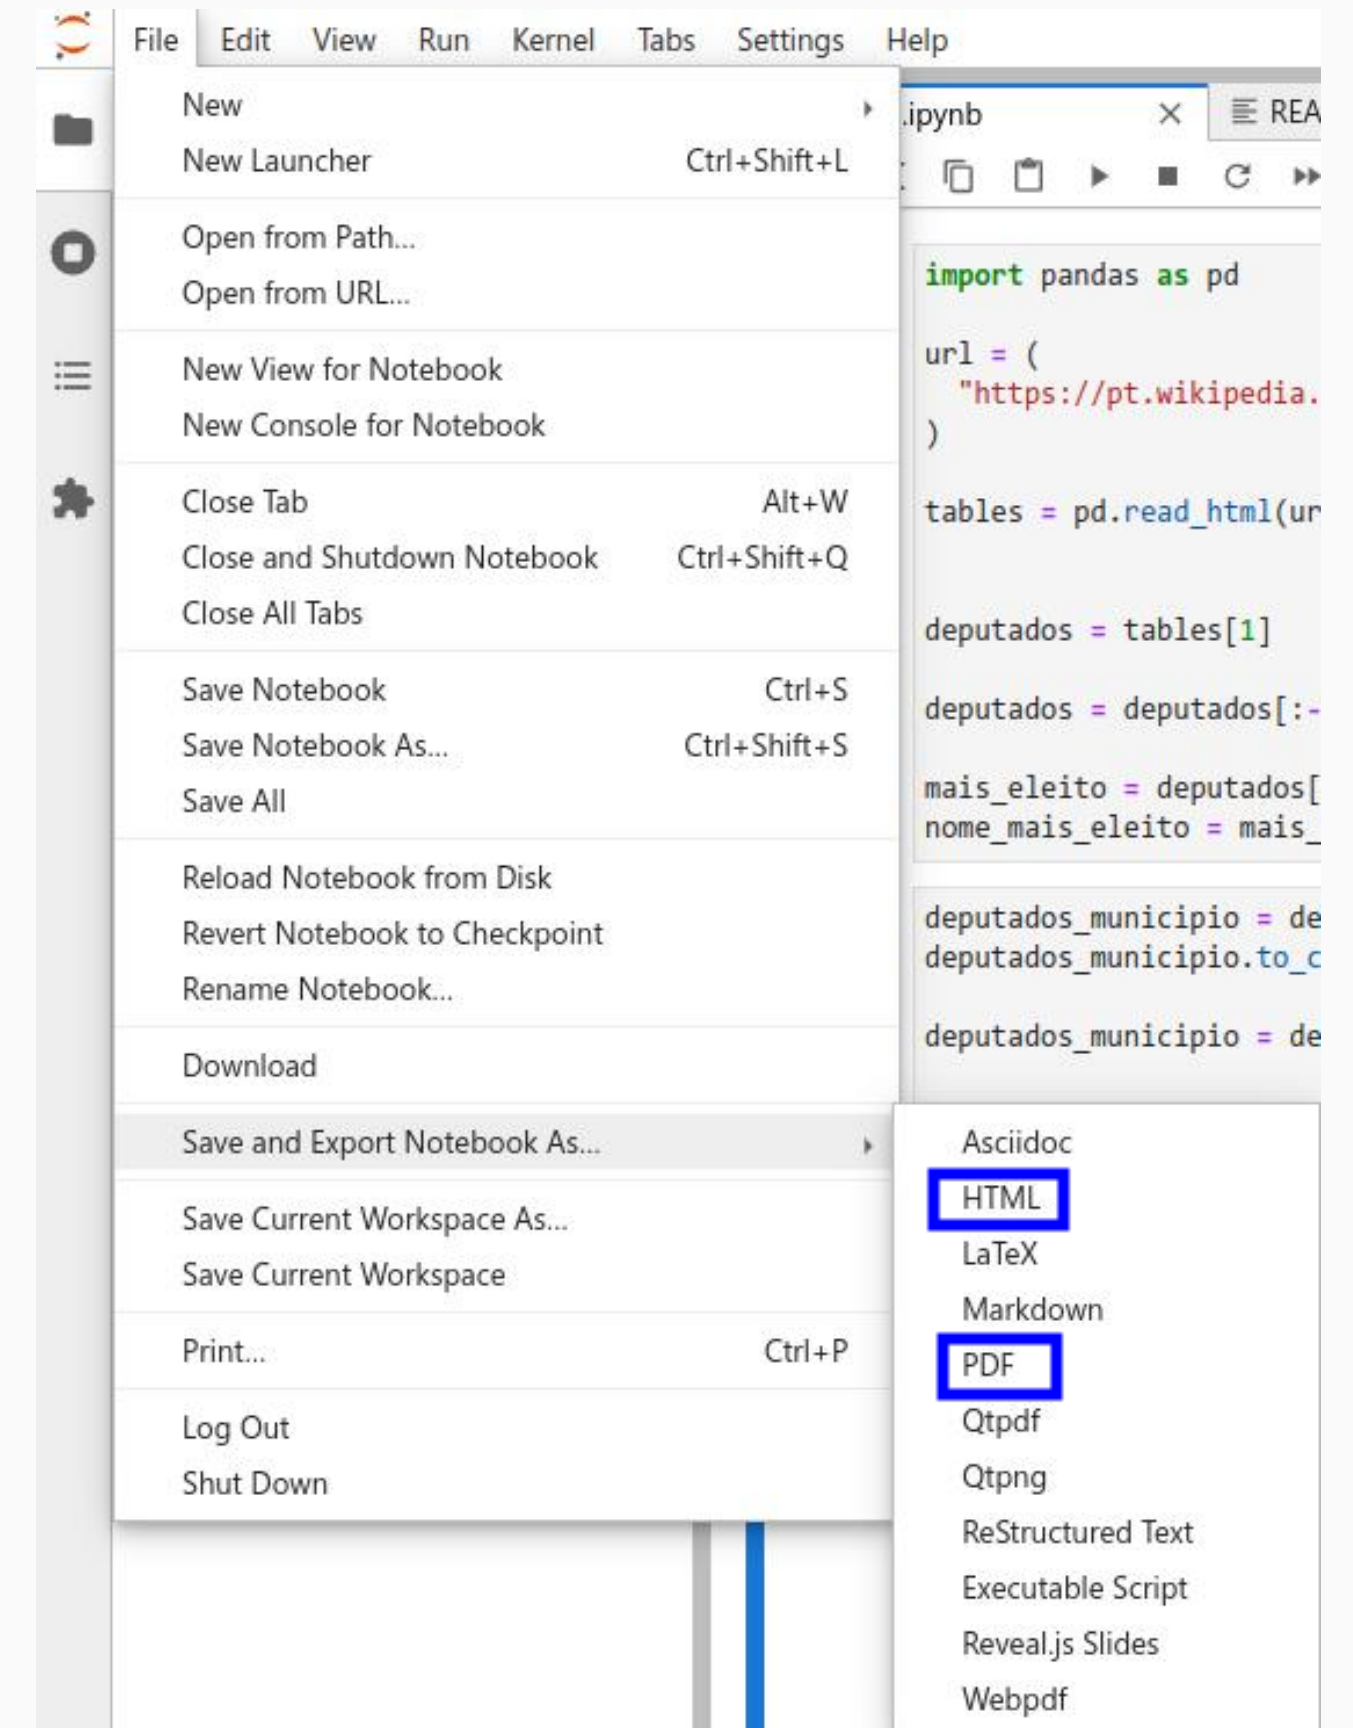 File Edit View Run Kernel Tabs Settings Help
New
New Launcher Ctrl+Shift+L
Open from Path...
Open from URL...
New View for Notebook
New Console for Notebook
Close Tab Alt+W
Close and Shutdown Notebook Ctrl+Shift+Q
Close All Tabs
Save Notebook Ctrl+S
Save Notebook As... Ctrl+Shift+S
Save All
Reload Notebook from Disk
Revert Notebook to Checkpoint
Rename Notebook...
Download
Save and Export Notebook As...
Save Current Workspace As...
Save Current Workspace
Print... Ctrl+P
Log Out
Shut Down
.ipynb REA
import pandas as pd
url = (
"https://pt.wikipedia.
)
tables = pd.read_html(ur
deputados = tables[1]
deputados = deputados[:-
mais_eleito = deputados[
nome_mais_eleito = mais_
deputados_municipio = de
deputados_municipio.to_c
deputados_municipio = de
Asciidoc
HTML
LaTeX
Markdown
PDF
Qtpdf
Qtpng
ReStructured Text
Executable Script
Reveal.js Slides
Webpdf